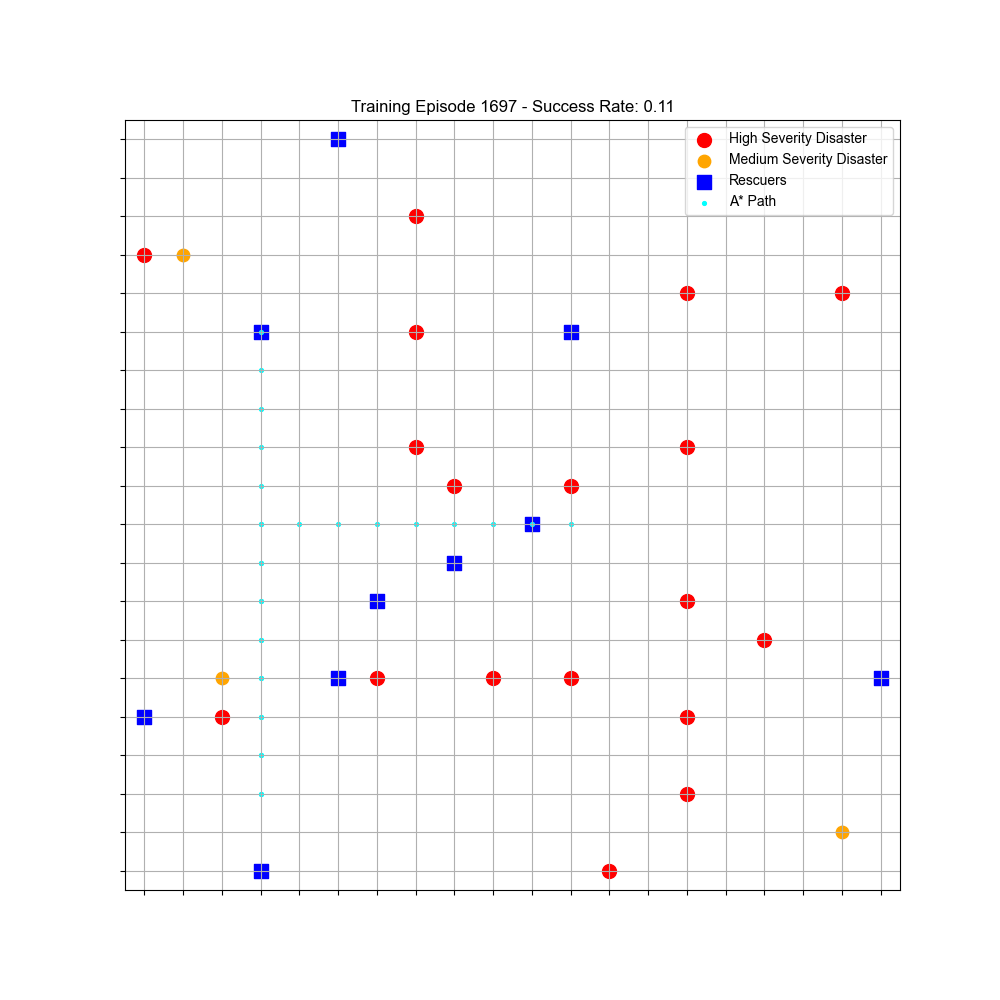 Training Episode 1697 - Success Rate: 0.11
High Severity Disaster
Medium Severity Disaster
Rescuers
A* Path